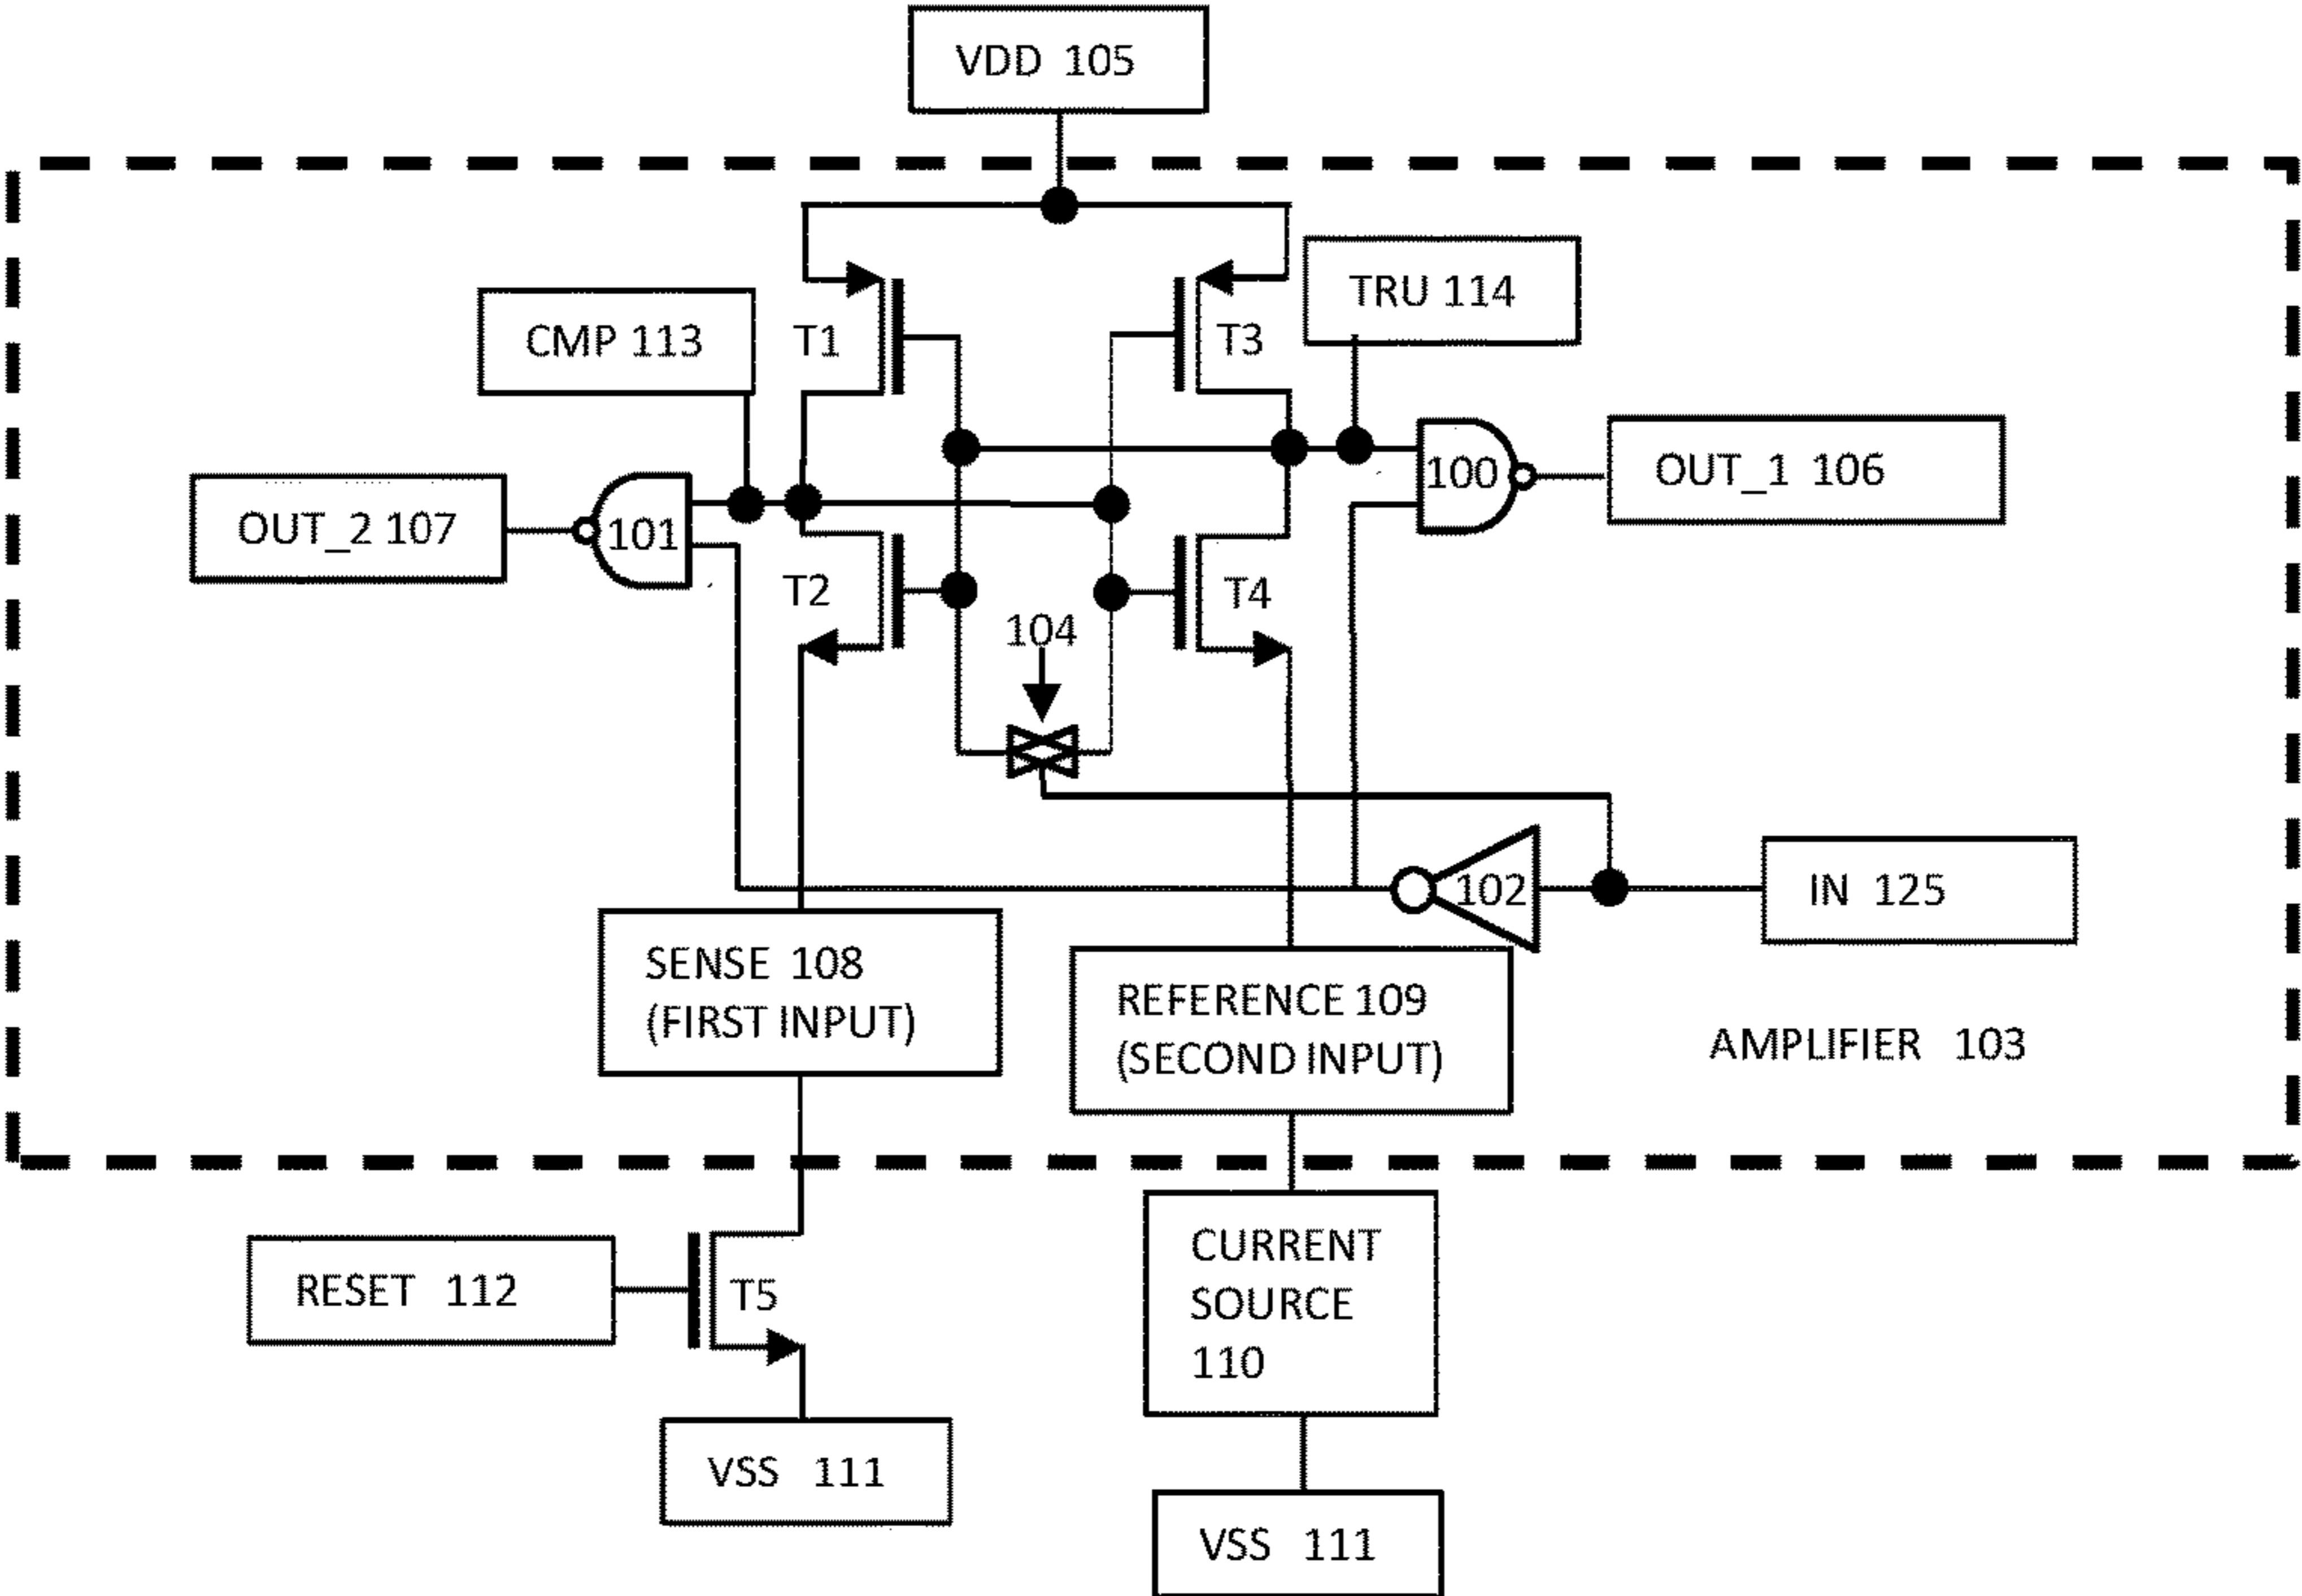 VDD 105
TRU 114
CMP 113
T1
T3
100
OUT_1 106
OUT_2 107
101
T2
T4
104
102
IN 125
SENSE 108
(FIRST INPUT)
REFERENCE 109
(SECOND INPUT)
AMPLIFIER 103
CURRENT
SOURCE
110
RESET 112
T5
VSS 111
VSS 111